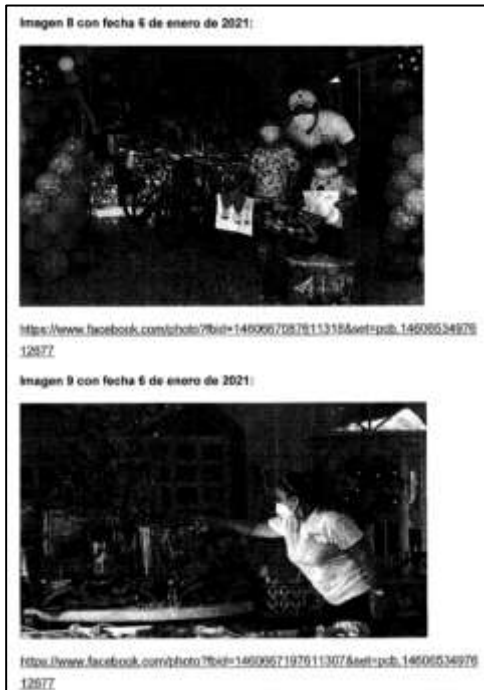 Imagen 8 con fecha 6 de enero de 2021:
https://www.facebook.com/photo?fbid=1460667087611318&set=pcb.14606534976
12677
Imagen 9 con fecha 6 de enero de 2021:
https://www.facebook.com/photo?fbid=1460667197611307&set=pcb.14606534976
12677